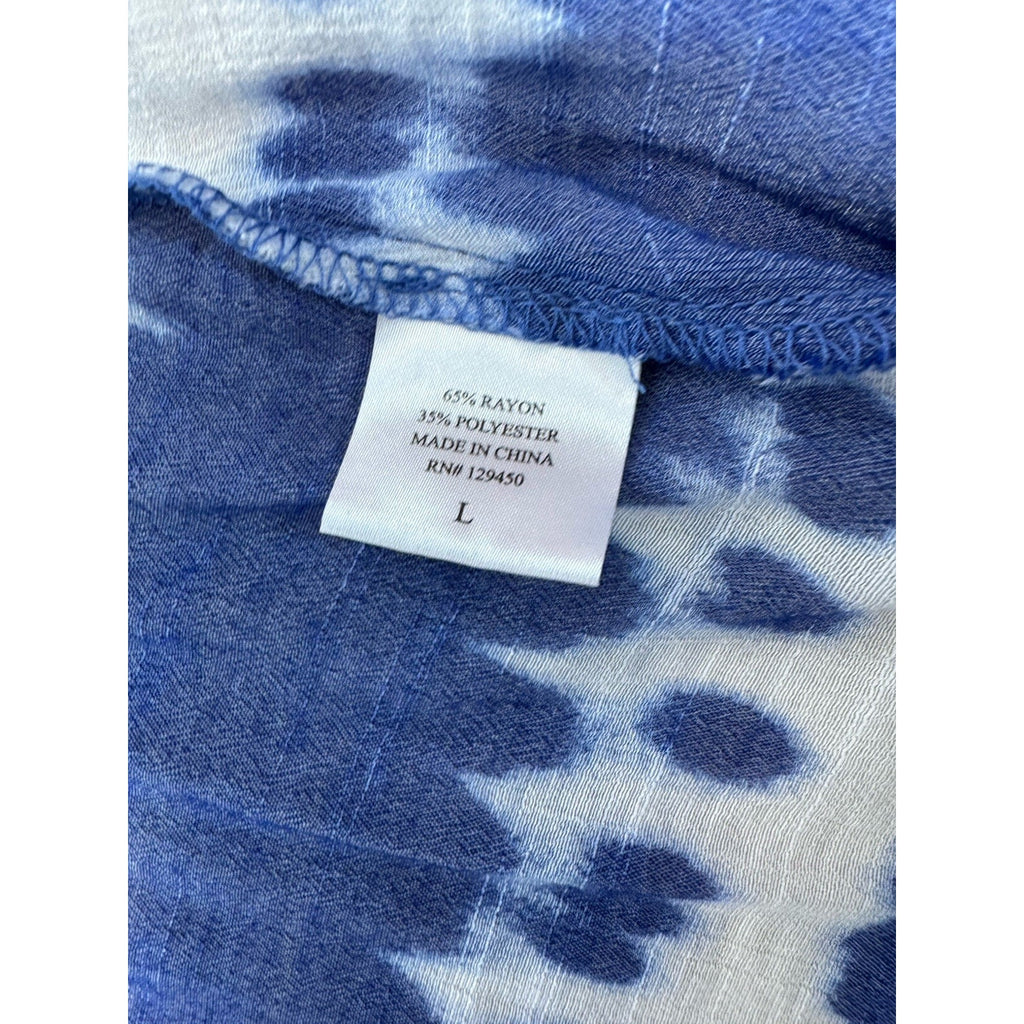 65% RAYON
35% POLYESTER
MADE IN CHINA
RN# 129450
L